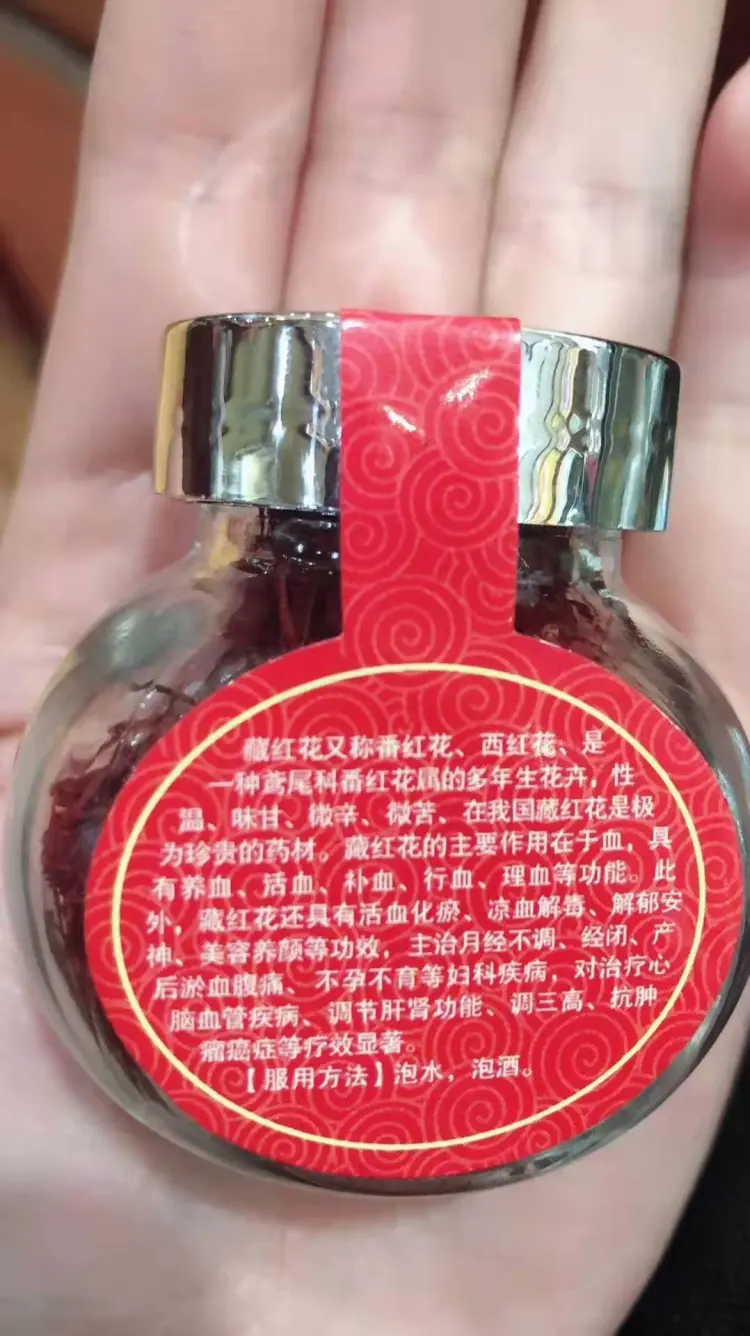 藏红花又称番红花、西红花、是
一种鸢尾科番红花属的多年生花卉，性
温、味甘、微辛、微苦、在我国藏红花是极
为珍贵的药材。藏红花的主要作用在于血，具
有养血、活血、补血、行血、理血等功能。此
外，藏红花还具有活血化瘀、凉血解毒、解郁安
神、美容养颜等功效，主治月经不调、经闭、产
后淤血腹痛、不孕不育等妇科疾病，对治疗心
脑血管疾病、调节肝肾功能、调三高、抗肿
瘤癌症等疗效显著。
【服用方法】泡水，泡酒。